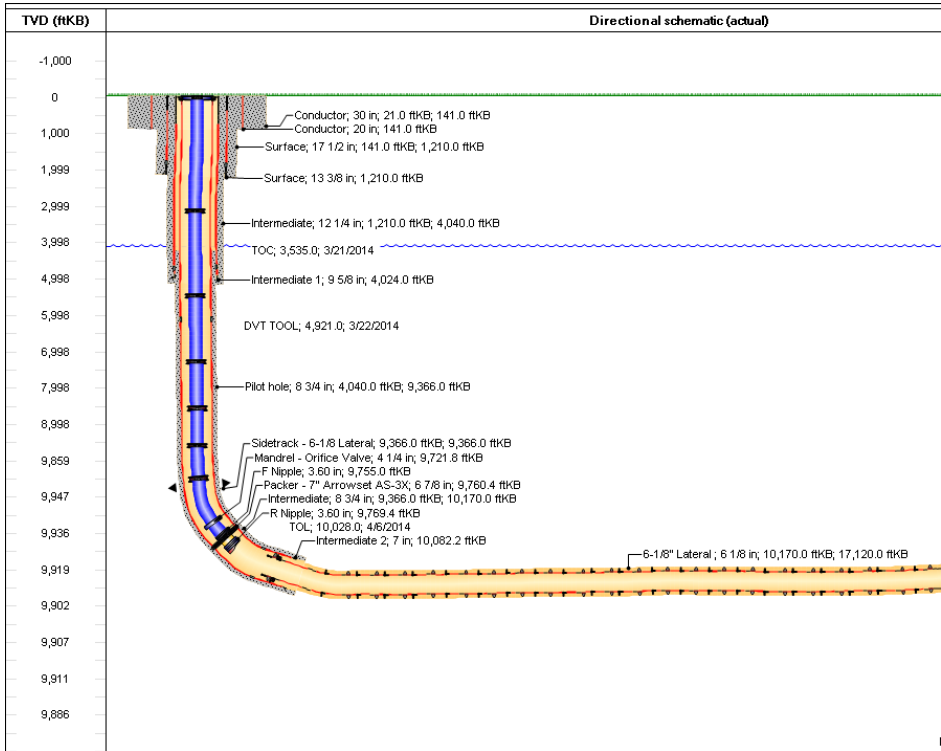 TVD (ftKB)
Directional schematic (actual)
-1,000
0
1,000
1,999
2,999
3,998
4,998
5,998
6,998
7,998
8,998
9,859
9,947
9,936
9,919
9,902
9,907
9,911
9,886
Conductor; 30 in; 21.0 ftKB; 141.0 ftKB
Conductor; 20 in; 141.0 ftKB
Surface; 17 1/2 in; 141.0 ftKB; 1,210.0 ftKB
Surface; 13 3/8 in; 1,210.0 ftKB
Intermediate; 12 1/4 in; 1,210.0 ftKB; 4,040.0 ftKB
TOC; 3,535.0; 3/21/2014
Intermediate 1; 9 5/8 in; 4,024.0 ftKB
DVT TOOL; 4,921.0; 3/22/2014
Pilot hole; 8 3/4 in; 4,040.0 ftKB; 9,366.0 ftKB
Sidetrack - 6-1/8 Lateral; 9,366.0 ftKB; 9,366.0 ftKB
Mandrel - Orifice Valve; 4 1/4 in; 9,721.8 ftKB
F Nipple; 3.60 in; 9,755.0 ftKB
Packer - 7" Arrowset AS-3X; 6 7/8 in; 9,760.4 ftKB
Intermediate; 8 3/4 in; 9,366.0 ftKB; 10,170.0 ftKB
R Nipple; 3.60 in; 9,769.4 ftKB
TOL; 10,028.0; 4/6/2014
Intermediate 2; 7 in; 10,082.2 ftKB
6-1/8" Lateral ; 6 1/8 in; 10,170.0 ftKB; 17,120.0 ftKB